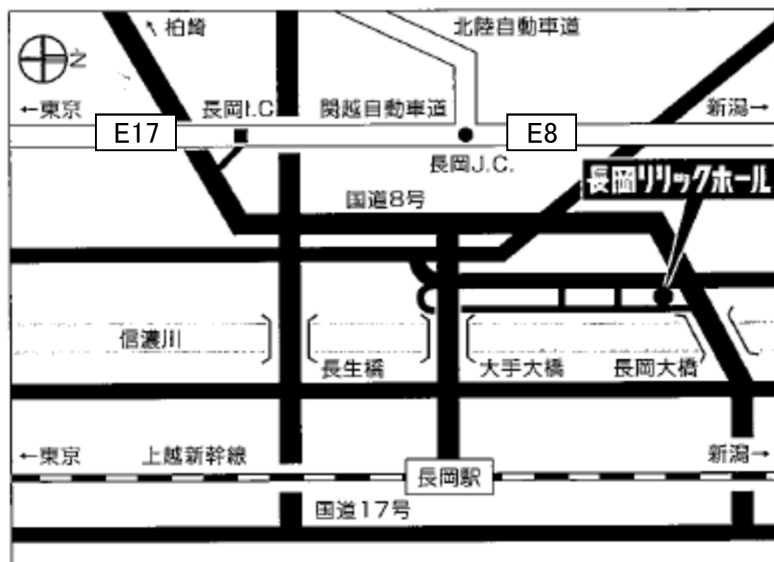 柏崎
北陸自動車道
N
←東京
長岡I.C
関越自動車道
新潟→
E17
E8
長岡J.C.
長岡リリックホール
国道8号
信濃川
長生橋
大手大橋
長岡大橋
←東京
上越新幹線
新潟→
長岡駅
国道17号